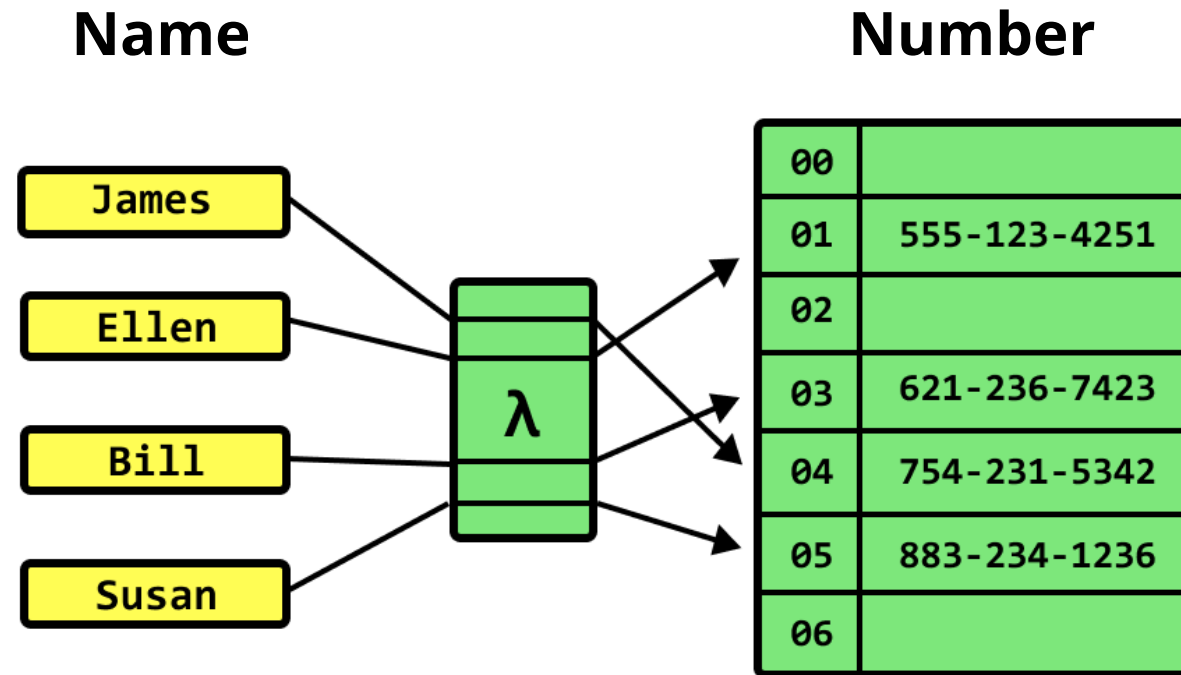 Name
Number
James
Ellen
Bill
Susan
λ
00
01 555-123-4251
02
03 621-236-7423
04 754-231-5342
05 883-234-1236
06